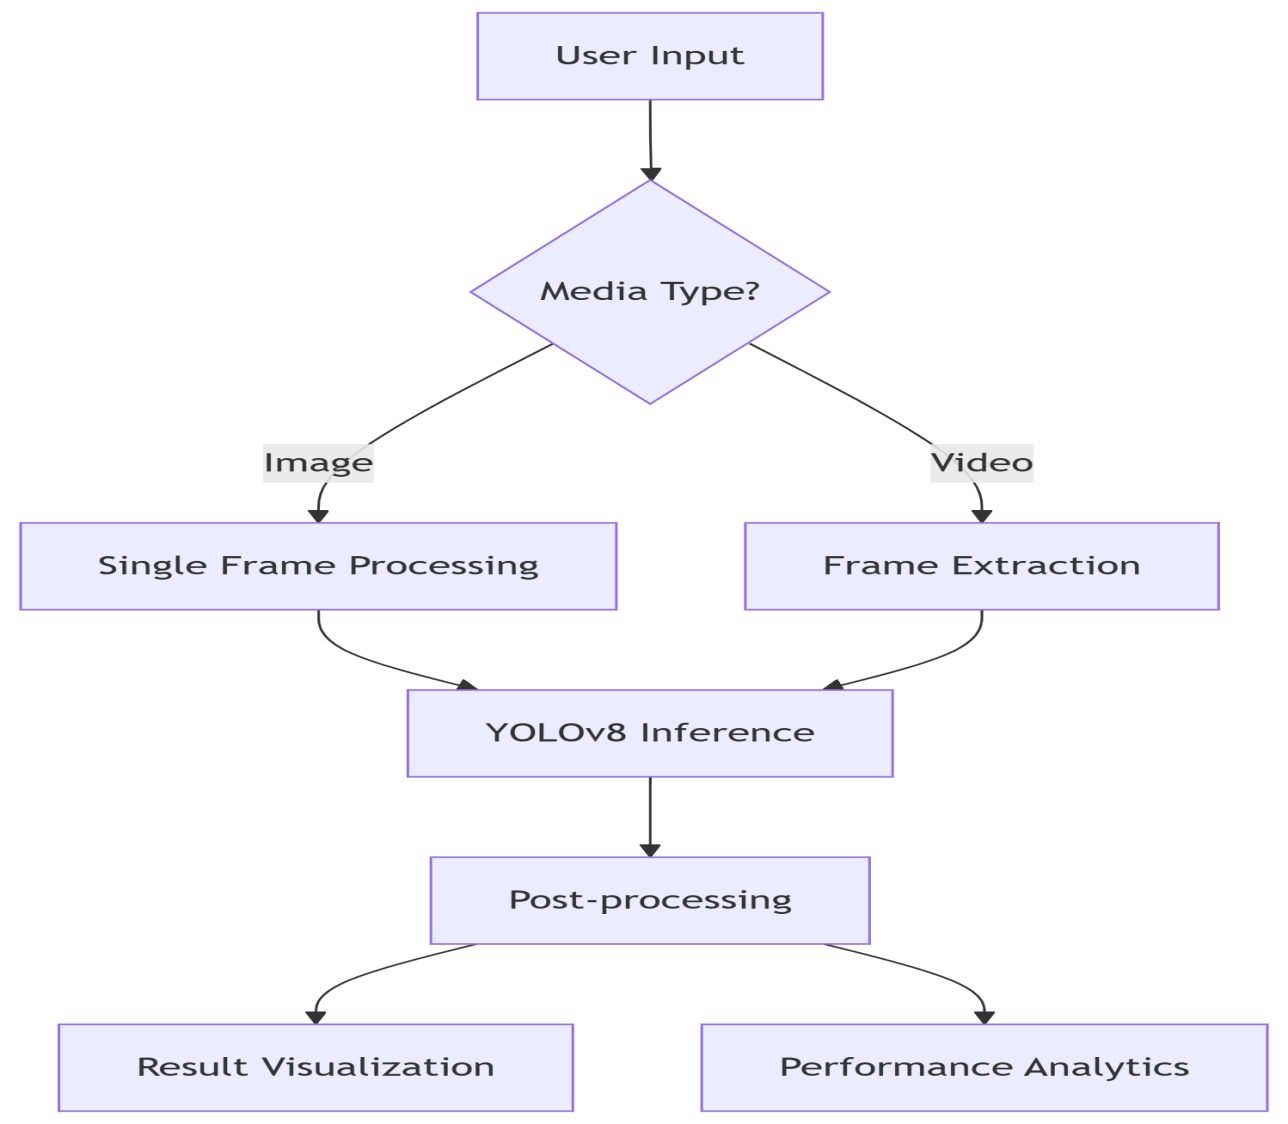 User Input
Media Type?
Image
Video
Single Frame Processing
Frame Extraction
YOLOv8 Inference
Post-processing
Result Visualization
Performance Analytics